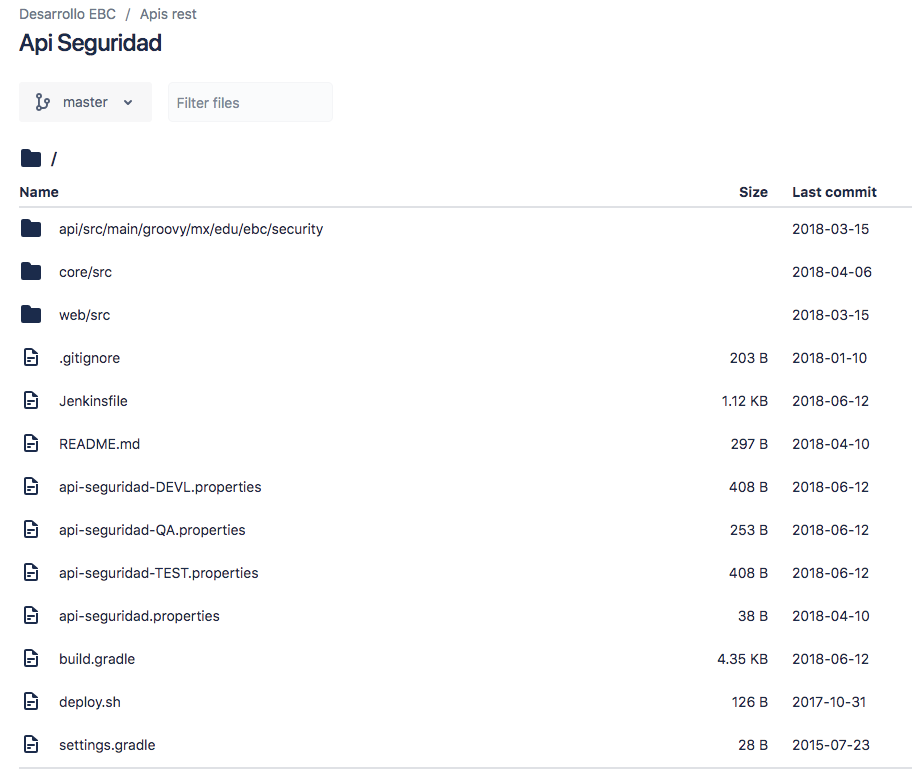 Desarrollo EBC / Apis rest
Api Seguridad
master Filter files
/
Name Size Last commit
api/src/main/groovy/mx/edu/ebc/security 2018-03-15
core/src 2018-04-06
web/src 2018-03-15
.gitignore 203 B 2018-01-10
Jenkinsfile 1.12 KB 2018-06-12
README.md 297 B 2018-04-10
api-seguridad-DEVL.properties 408 B 2018-06-12
api-seguridad-QA.properties 253 B 2018-06-12
api-seguridad-TEST.properties 408 B 2018-06-12
api-seguridad.properties 38 B 2018-04-10
build.gradle 4.35 KB 2018-06-12
deploy.sh 126 B 2017-10-31
settings.gradle 28 B 2015-07-23